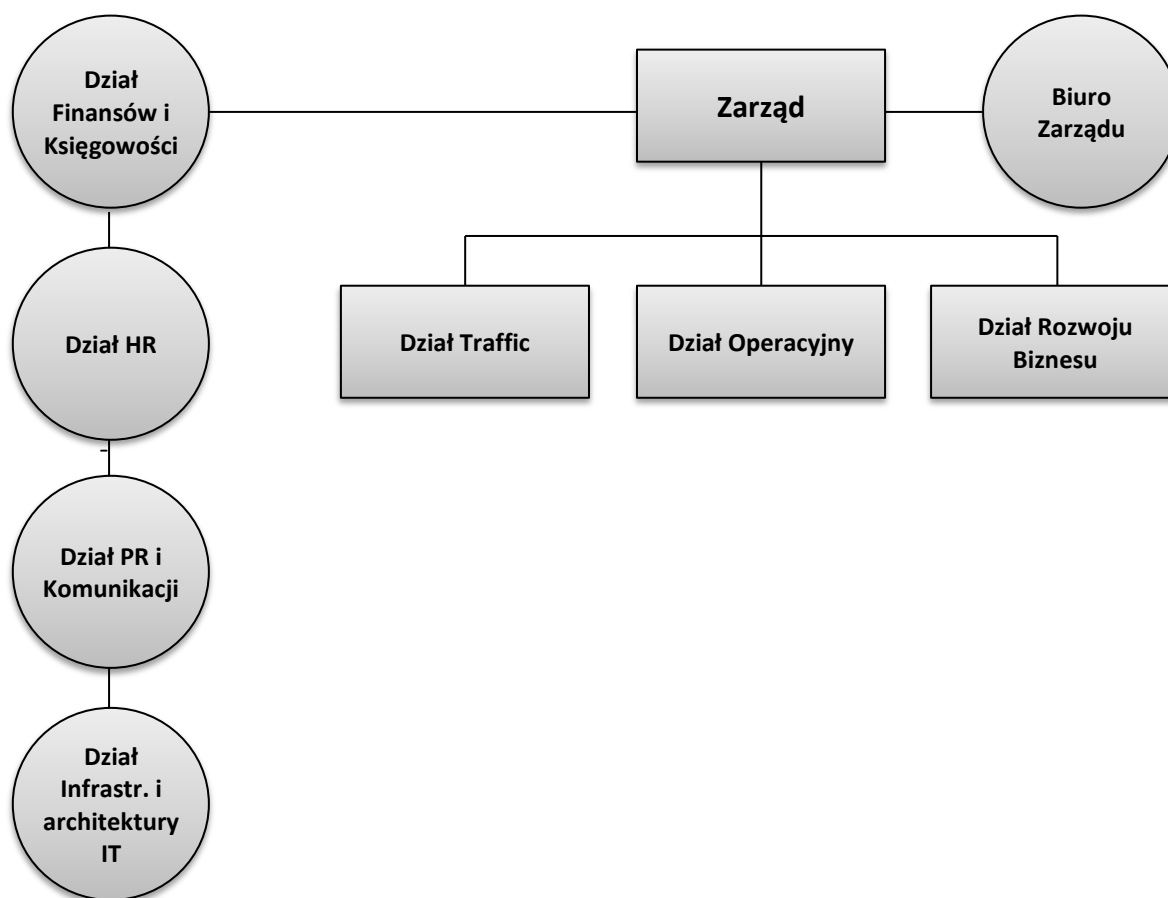 Dział
Finansów i
Księgowości
Zarząd
Biuro
Zarządu
Dział HR
Dział Traffic
Dział Operacyjny
Dział Rozwoju
Biznesu
Dział PR i
Komunikacji
Dział
Infrastr. i
architektury
IT